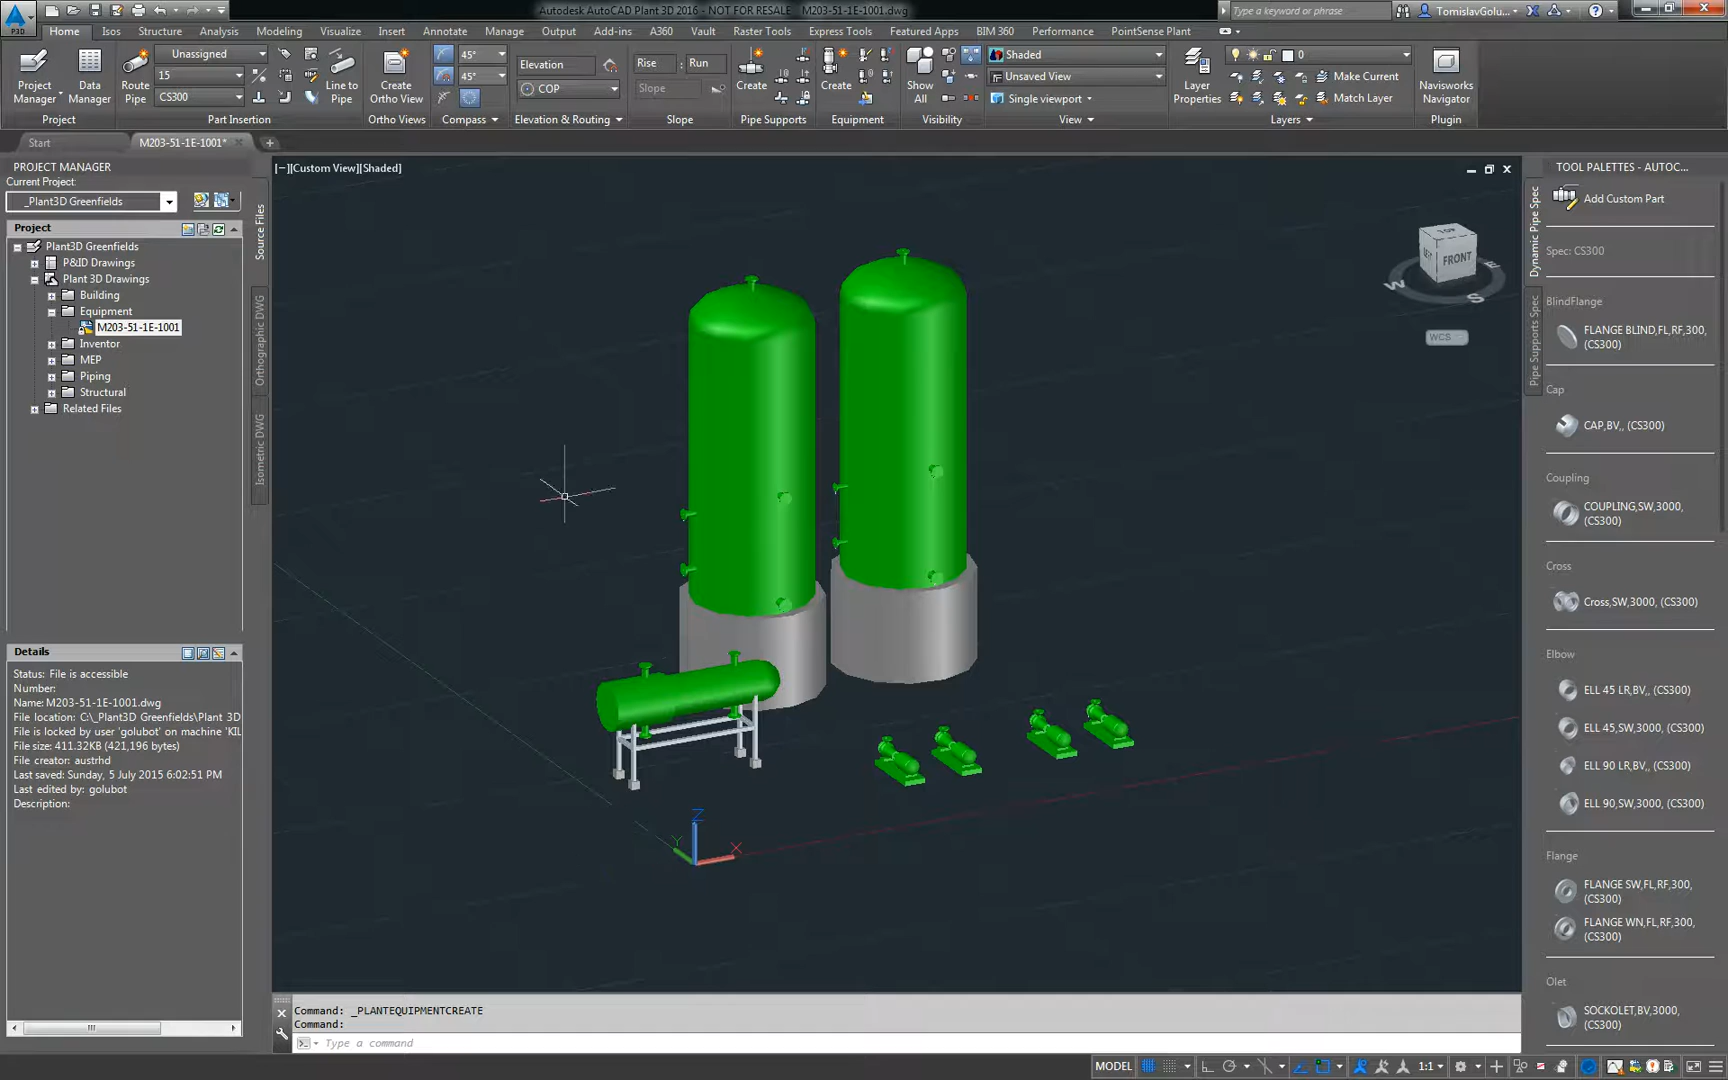 Autodesk AutoCAD Plant 3D 2016 - NOT FOR RESALE M203-51-1E-1001.dwg
Type a keyword or phrase
TomislavGolu...
P3D
Home Isos Structure Analysis Modeling Visualize Insert Annotate Manage Output Add-ins A360 Vault Raster Tools Express Tools Featured Apps BIM 360 Performance PointSense Plant
Project Manager
Data Manager
Route Pipe
Unassigned
15
CS300
Line to Pipe
Create Ortho View
45°
45°
Elevation
COP
Rise : Run
Slope
Create
Create
Show All
Shaded
Unsaved View
Single viewport
Layer Properties
0
Make Current
Match Layer
Navisworks Navigator
Project Part Insertion Ortho Views Compass Elevation & Routing Slope Pipe Supports Equipment Visibility View Layers Plugin
Start M203-51-1E-1001*
PROJECT MANAGER
Current Project:
_Plant3D Greenfields
Project
Plant3D Greenfields
P&ID Drawings
Plant 3D Drawings
Building
Equipment
M203-51-1E-1001
Inventor
MEP
Piping
Structural
Related Files
Source Files
Orthographic DWG
Isometric DWG
Details
Status: File is accessible
Number:
Name: M203-51-1E-1001.dwg
File location: C:\_Plant3D Greenfields\Plant 3D
File is locked by user 'golubot' on machine 'KIL
File size: 411.32KB (421,196 bytes)
File creator: austrhd
Last saved: Sunday, 5 July 2015 6:02:51 PM
Last edited by: golubot
Description:
[−][Custom View][Shaded]
TOP
LEFT
FRONT
W
S
E
WCS
Z
Y
X
Command: _PLANTEQUIPMENTCREATE
Command:
Type a command
TOOL PALETTES - AUTOC...
Dynamic Pipe Spec
Pipe Supports Spec
Add Custom Part
Spec: CS300
BlindFlange
FLANGE BLIND,FL,RF,300,
(CS300)
Cap
CAP,BV,, (CS300)
Coupling
COUPLING,SW,3000,
(CS300)
Cross
Cross,SW,3000, (CS300)
Elbow
ELL 45 LR,BV,, (CS300)
ELL 45,SW,3000, (CS300)
ELL 90 LR,BV,, (CS300)
ELL 90,SW,3000, (CS300)
Flange
FLANGE SW,FL,RF,300,
(CS300)
FLANGE WN,FL,RF,300,
(CS300)
Olet
SOCKOLET,BV,3000,
(CS300)
MODEL
1:1